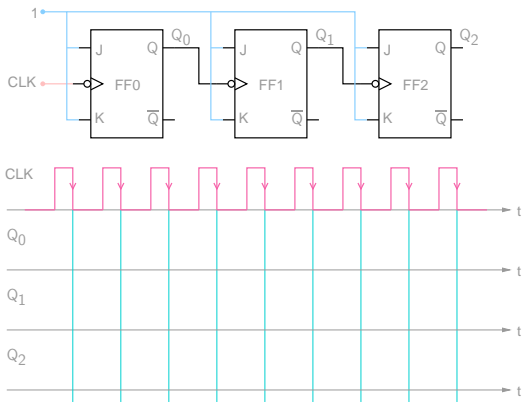 1
Q0 Q1 Q2
J Q J Q J Q
CLK FF0 FF1 FF2
K Q̅ K Q̅ K Q̅
CLK
t
Q0
t
Q1
t
Q2
t